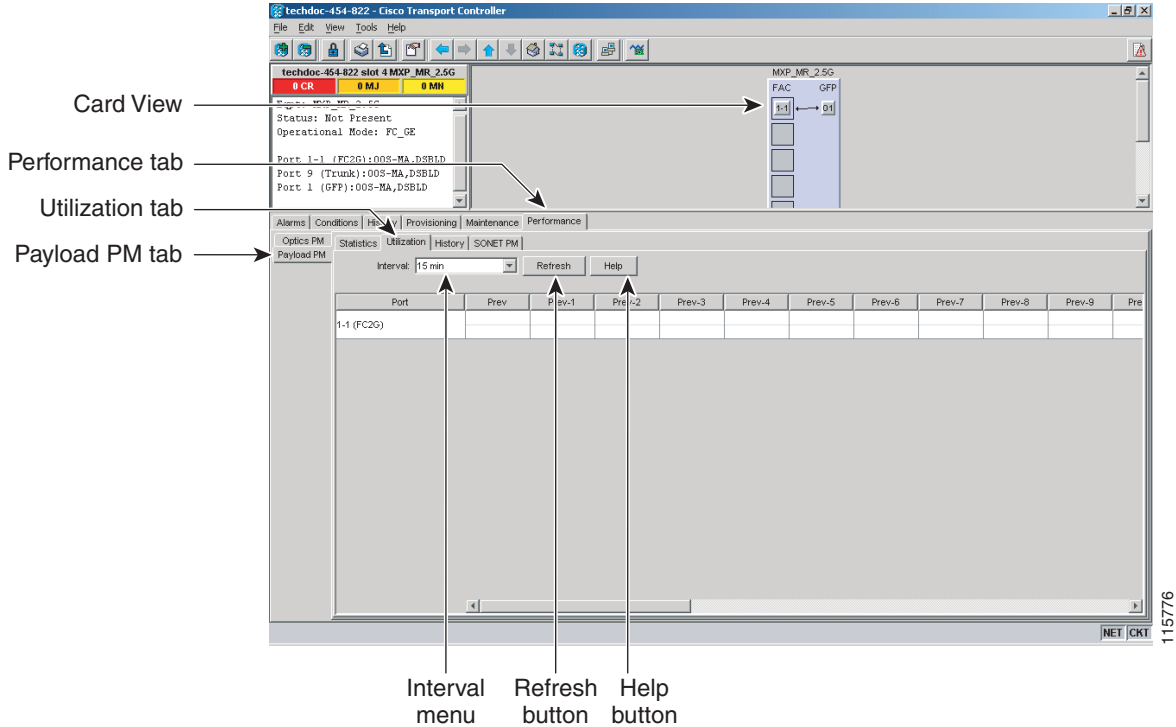 techdoc-454-822 - Cisco Transport Controller
File Edit View Tools Help
techdoc-454-822 slot 4 MXP_MR_2.5G
0 CR 0 MJ 0 MN
Eqpt: MXP_MR_2.5G
Status: Not Present
Operational Mode: FC_GE
Port 1-1 (FC2G):OOS-MA,DSBLD
Port 9 (Trunk):OOS-MA,DSBLD
Port 1 (GFP):OOS-MA,DSBLD
MXP_MR_2.5G
FAC GFP
1-1 01
Card View
Performance tab
Utilization tab
Payload PM tab
Alarms Conditions History Provisioning Maintenance Performance
Optics PM
Payload PM
Statistics Utilization History SONET PM
Interval: 15 min Refresh Help
Port Prev Prev-1 Prev-2 Prev-3 Prev-4 Prev-5 Prev-6 Prev-7 Prev-8 Prev-9 Pre
1-1 (FC2G)
NET CKT
115776
Interval
menu
Refresh
button
Help
button